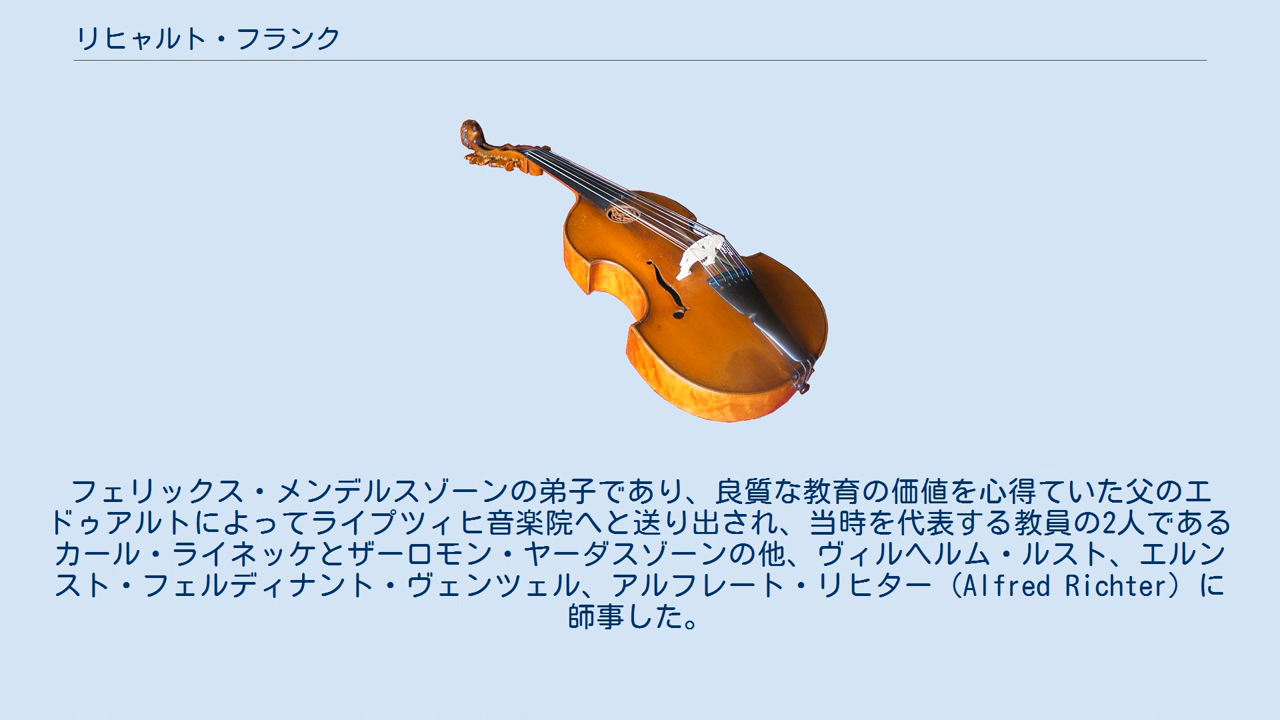 リヒャルト・フランク
フェリックス・メンデルスゾーンの弟子であり、良質な教育の価値を心得ていた父のエ
ドゥアルトによってライプツィヒ音楽院へと送り出され、当時を代表する教員の2人である
カール・ライネッケとザーロモン・ヤーダスゾーンの他、ヴィルヘルム・ルスト、エルン
スト・フェルディナント・ヴェンツェル、アルフレート・リヒター（Alfred Richter）に
師事した。